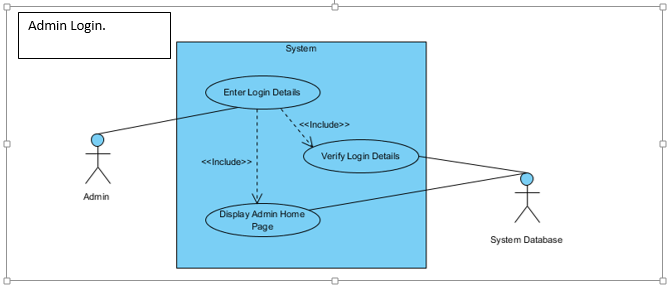 Admin Login.
System
Enter Login Details
<<Include>>
Verify Login Details
<<Include>>
Admin
Display Admin Home
Page
System Database